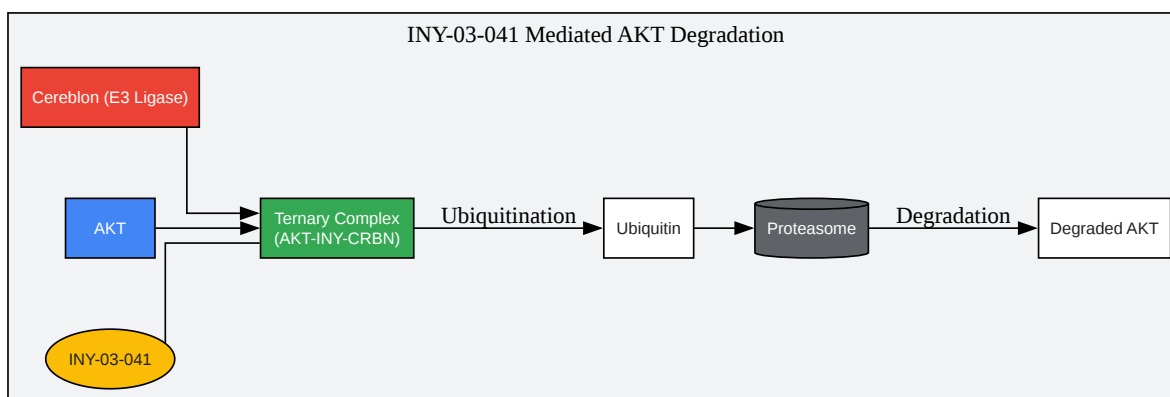 INY-03-041 Mediated AKT Degradation
Cereblon (E3 Ligase)
AKT
Ternary Complex
(AKT-INY-CRBN)
Ubiquitination
Ubiquitin
Proteasome
Degradation
Degraded AKT
INY-03-041